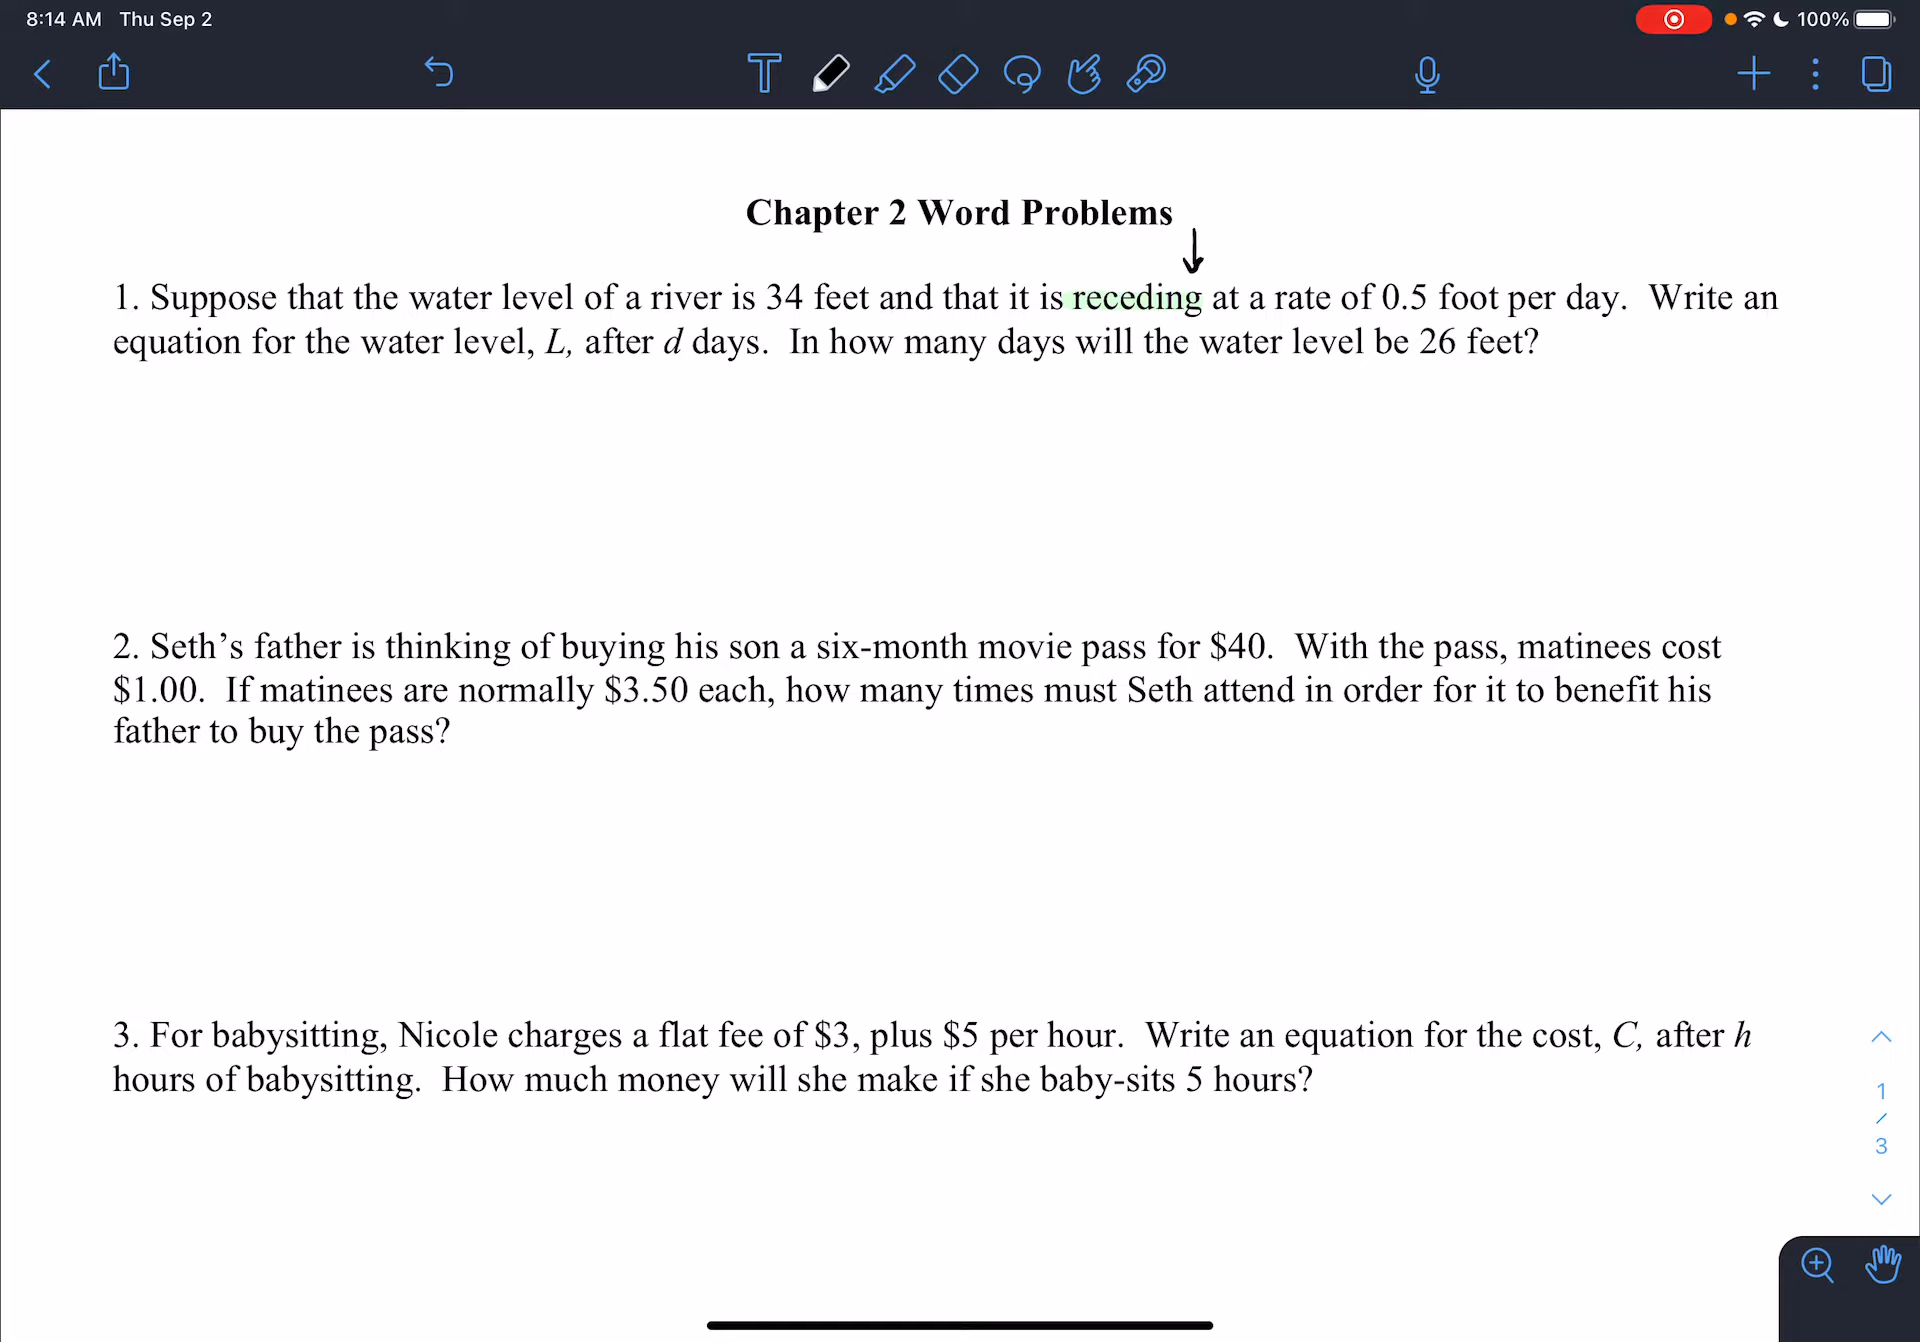 8:14 AM Thu Sep 2
100%
Chapter 2 Word Problems
1. Suppose that the water level of a river is 34 feet and that it is receding at a rate of 0.5 foot per day. Write an
equation for the water level, L, after d days. In how many days will the water level be 26 feet?
2. Seth’s father is thinking of buying his son a six-month movie pass for $40. With the pass, matinees cost
$1.00. If matinees are normally $3.50 each, how many times must Seth attend in order for it to benefit his
father to buy the pass?
3. For babysitting, Nicole charges a flat fee of $3, plus $5 per hour. Write an equation for the cost, C, after h
hours of babysitting. How much money will she make if she baby-sits 5 hours?
1
/
3